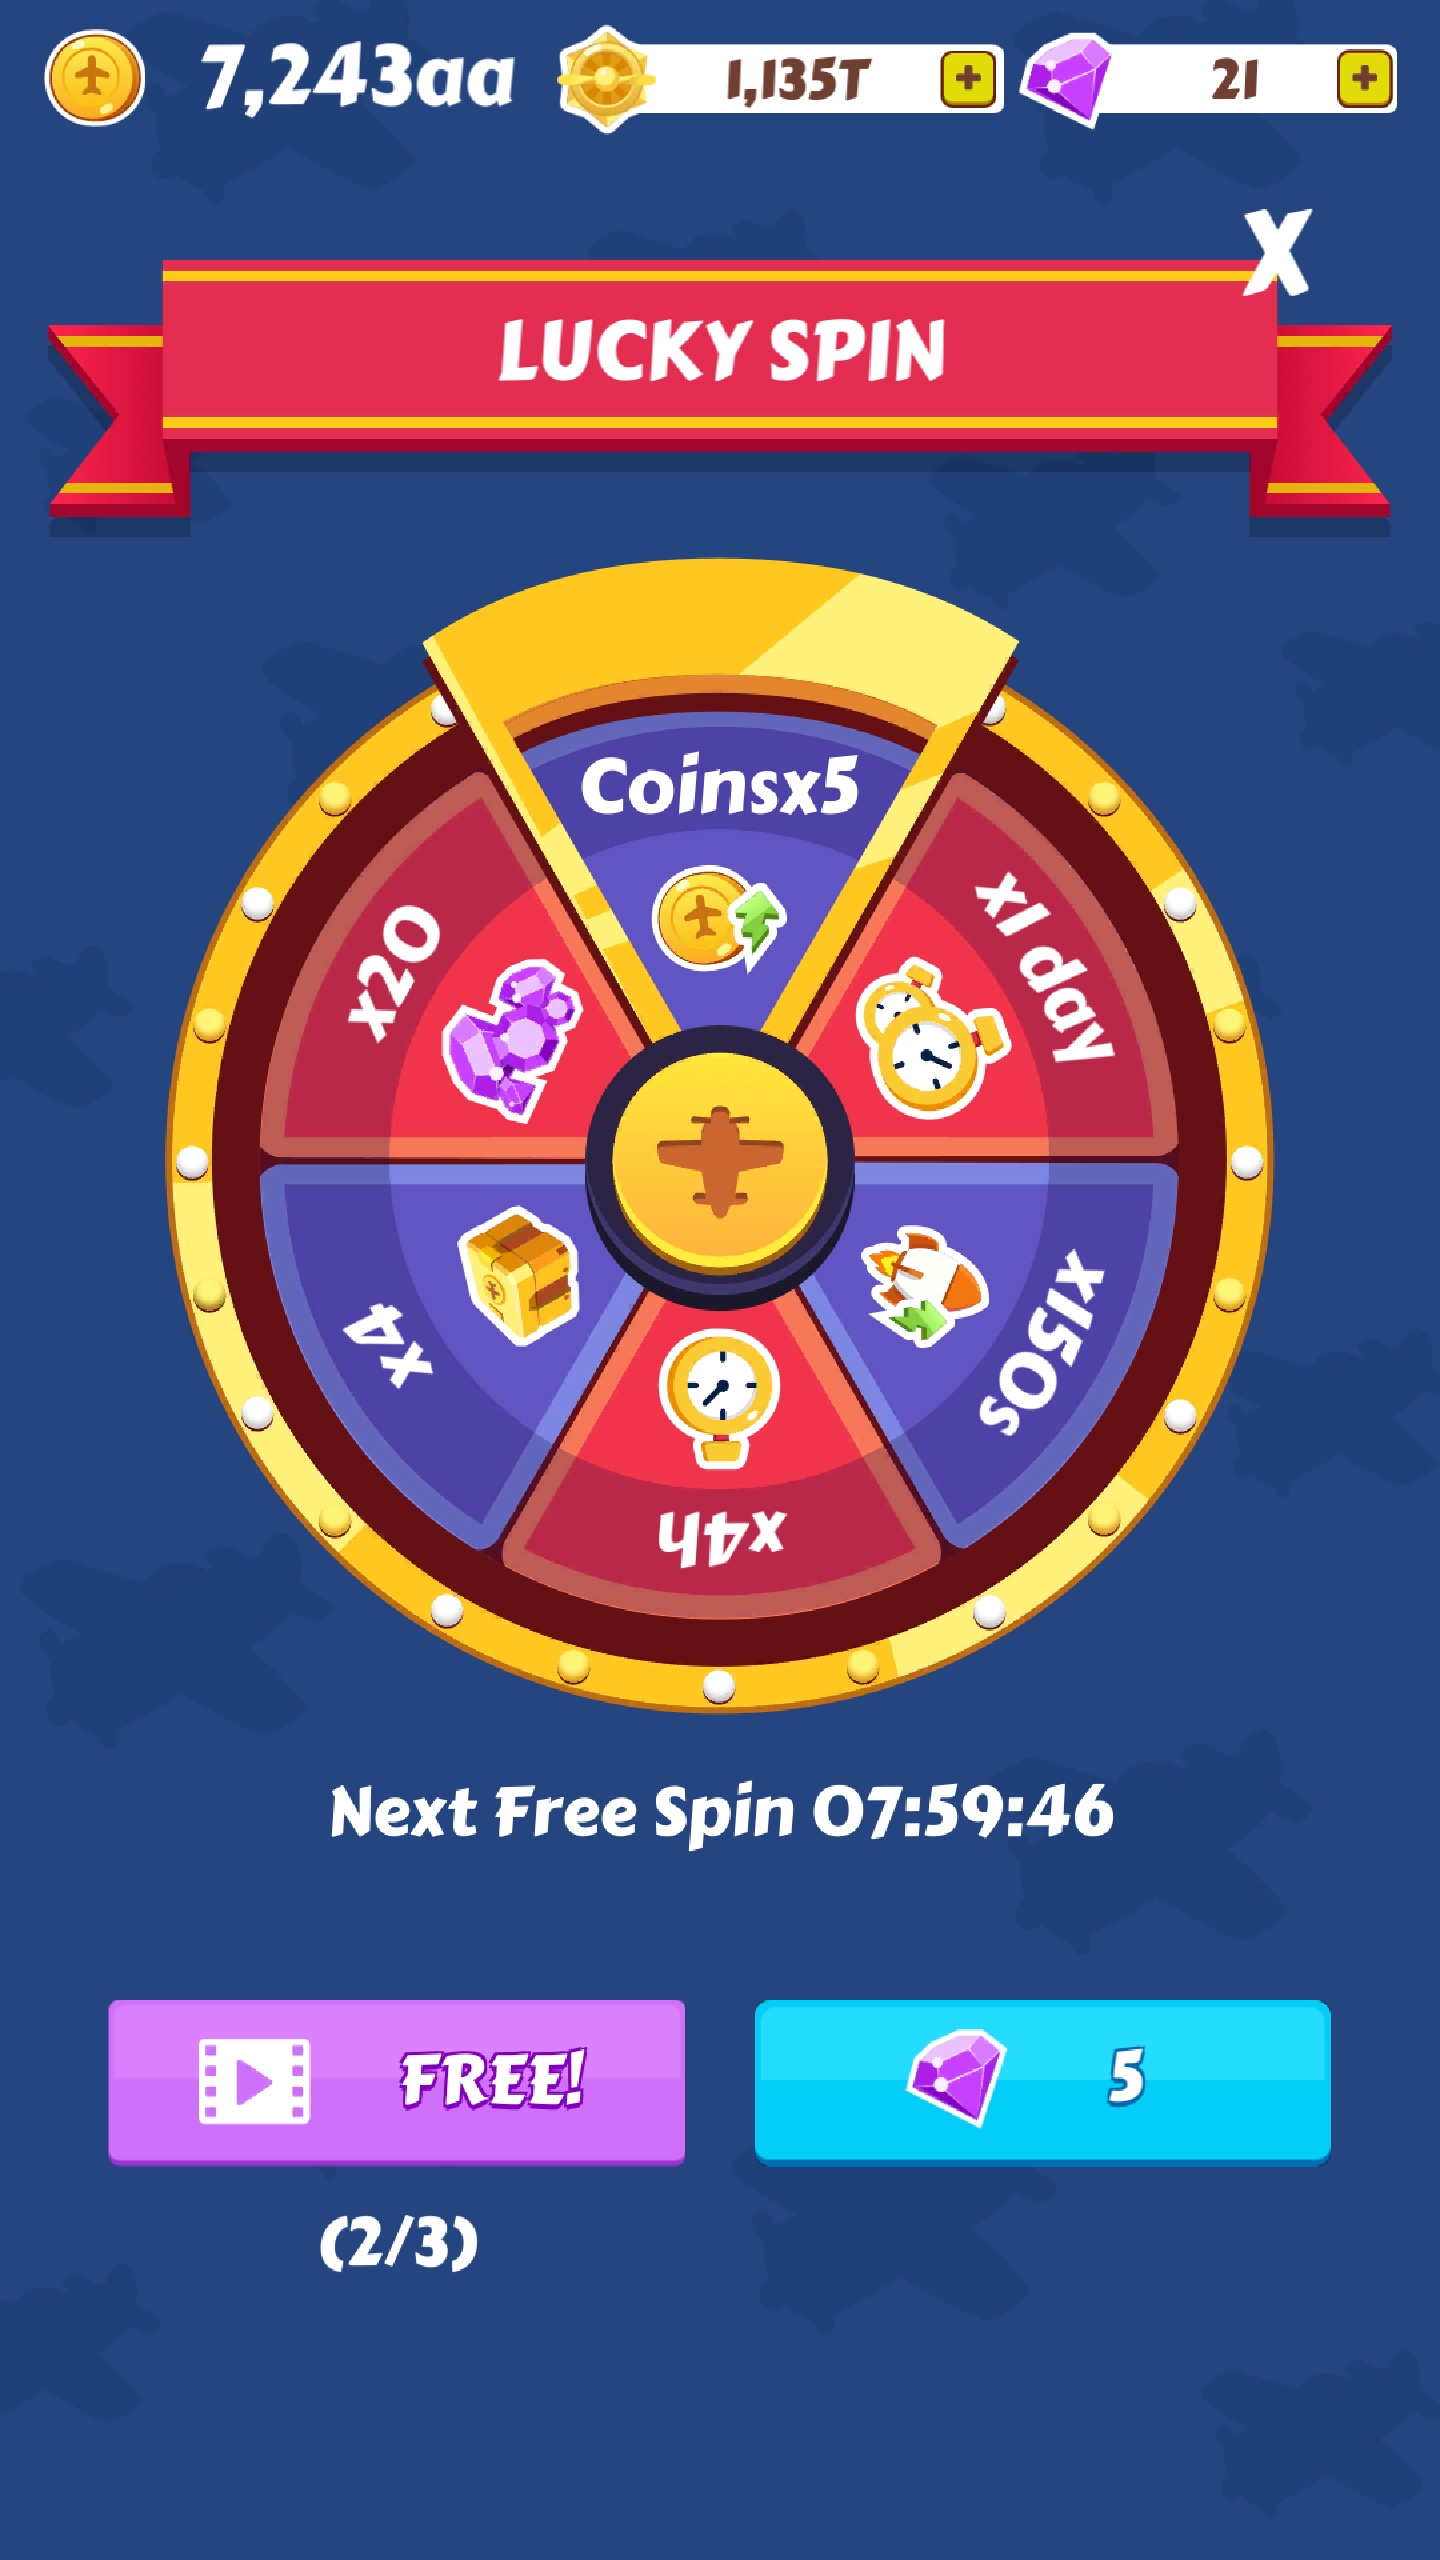 7,243aa
1,135T
+
21
+
X
LUCKY SPIN
Coinsx5
x20
x1 day
x4
x150s
x4h
Next Free Spin 07:59:46
FREE!
5
(2/3)